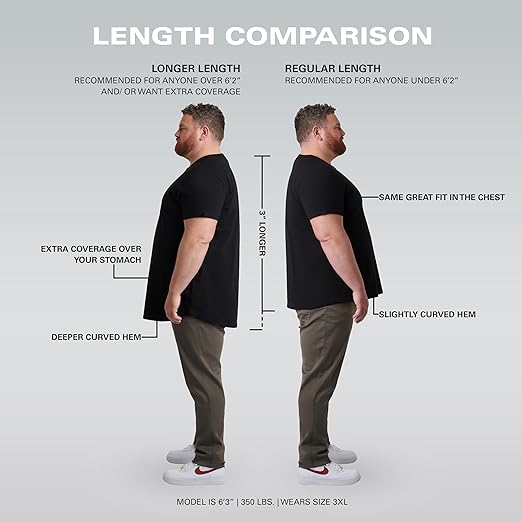 LENGTH COMPARISON
LONGER LENGTH
RECOMMENDED FOR ANYONE OVER 6'2"
AND/ OR WANT EXTRA COVERAGE
REGULAR LENGTH
RECOMMENDED FOR ANYONE UNDER 6'2"
SAME GREAT FIT IN THE CHEST
3" LONGER
EXTRA COVERAGE OVER
YOUR STOMACH
SLIGHTLY CURVED HEM
DEEPER CURVED HEM
MODEL IS 6'3" | 350 LBS. | WEARS SIZE 3XL